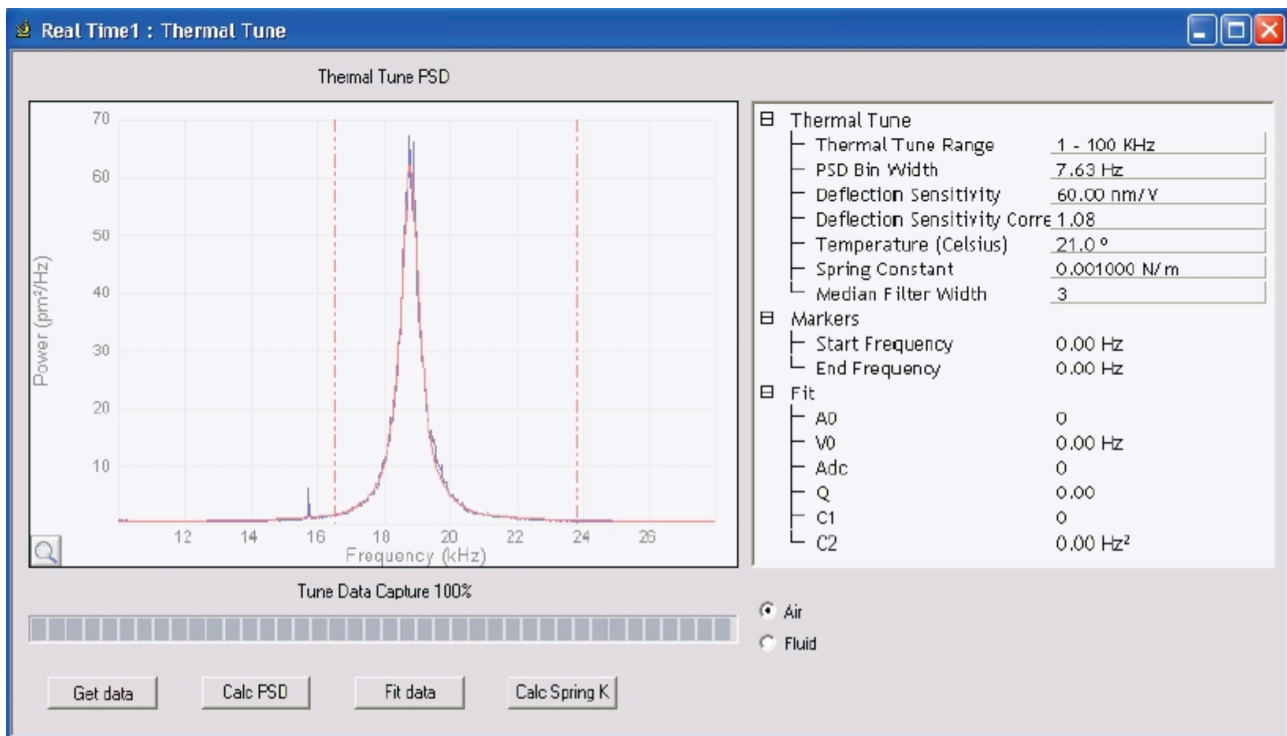 Real Time1 : Thermal Tune
Thermal Tune PSD
Power (pm²/Hz)
70
60
50
40
30
20
10
12 14 16 18 20 22 24 26
Frequency (kHz)
Tune Data Capture 100%
Get data Calc PSD Fit data Calc Spring K
Thermal Tune
Thermal Tune Range 1 - 100 KHz
PSD Bin Width 7.63 Hz
Deflection Sensitivity 60.00 nm/V
Deflection Sensitivity Corre 1.08
Temperature (Celsius) 21.0 º
Spring Constant 0.001000 N/m
Median Filter Width 3
Markers
Start Frequency 0.00 Hz
End Frequency 0.00 Hz
Fit
A0 0
V0 0.00 Hz
Adc 0
Q 0.00
C1 0
C2 0.00 Hz²
Air
Fluid